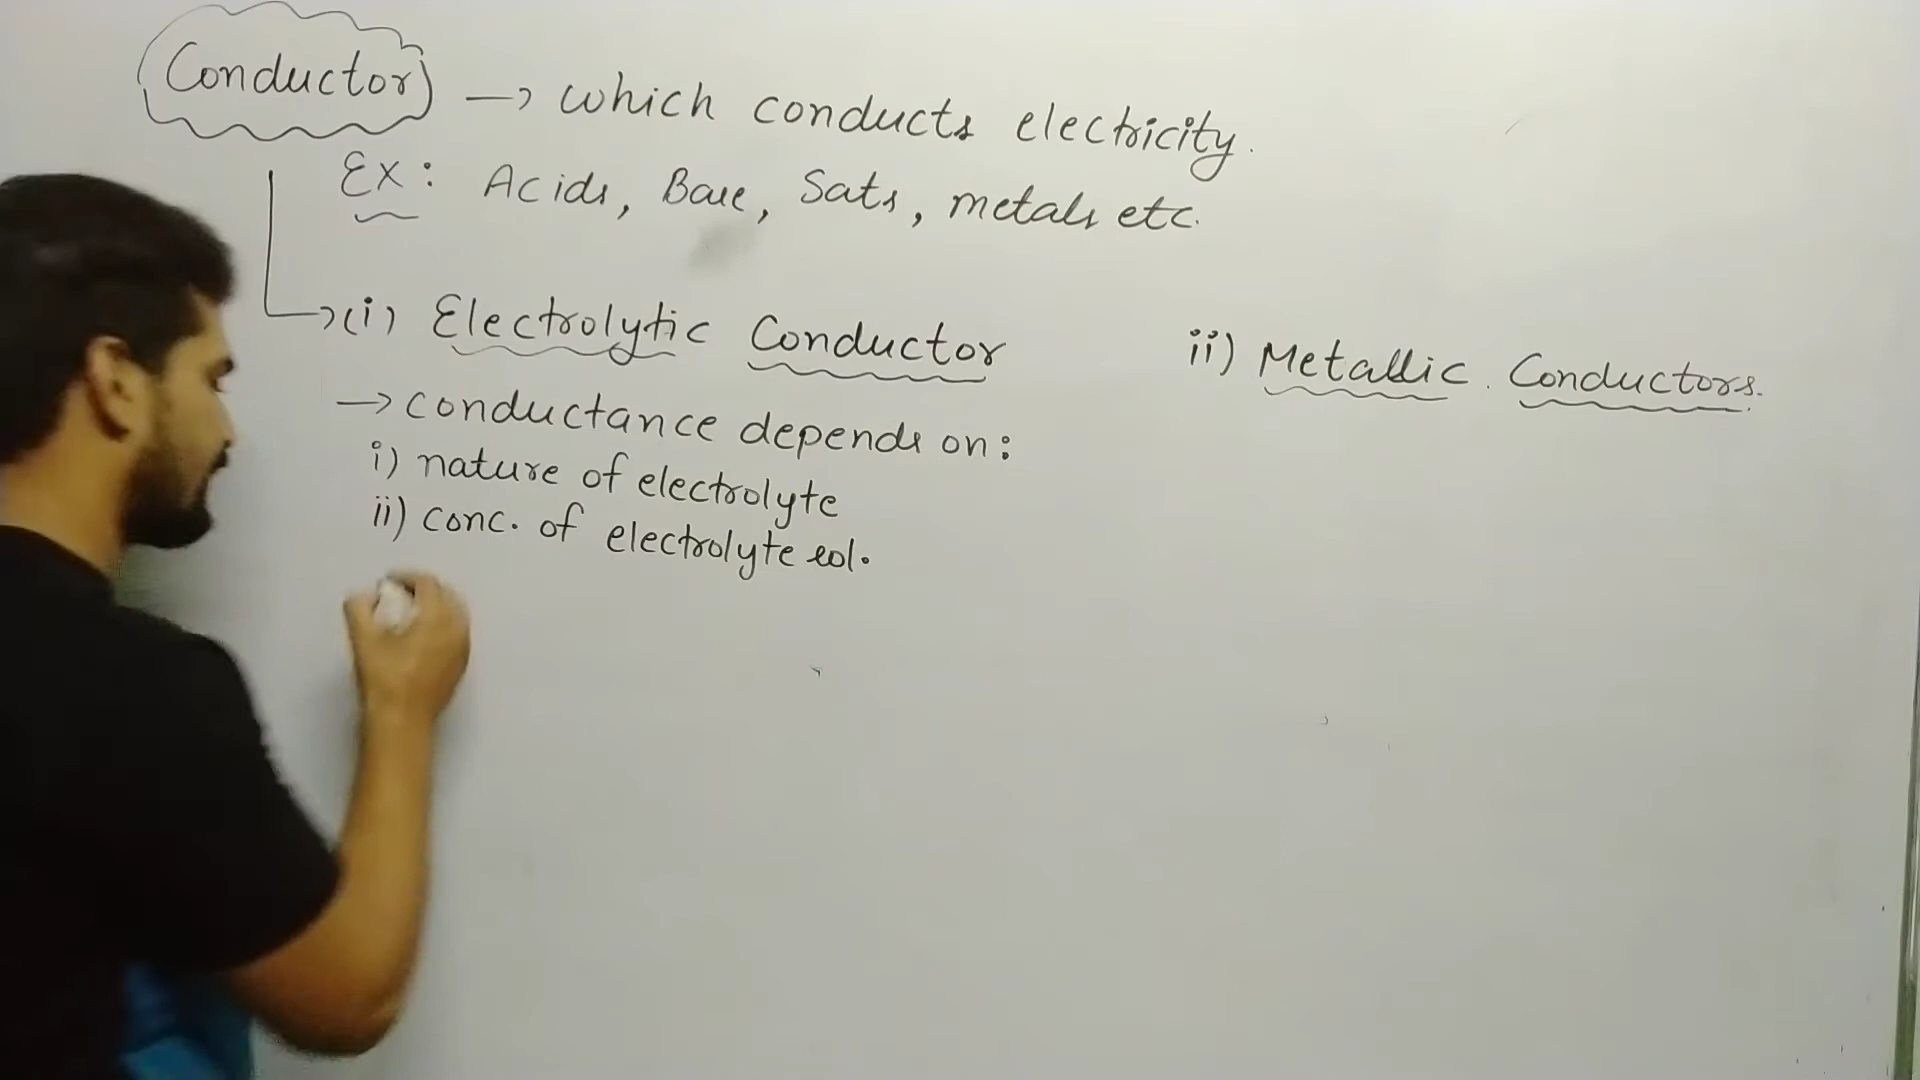 Conductor → which conducts electricity.
Ex: Acids, Base, Sats, metals etc.
→ (i) Electrolytic Conductor
ii) Metallic Conductors.
→ conductance depends on:
i) nature of electrolyte
ii) conc. of electrolyte sol.